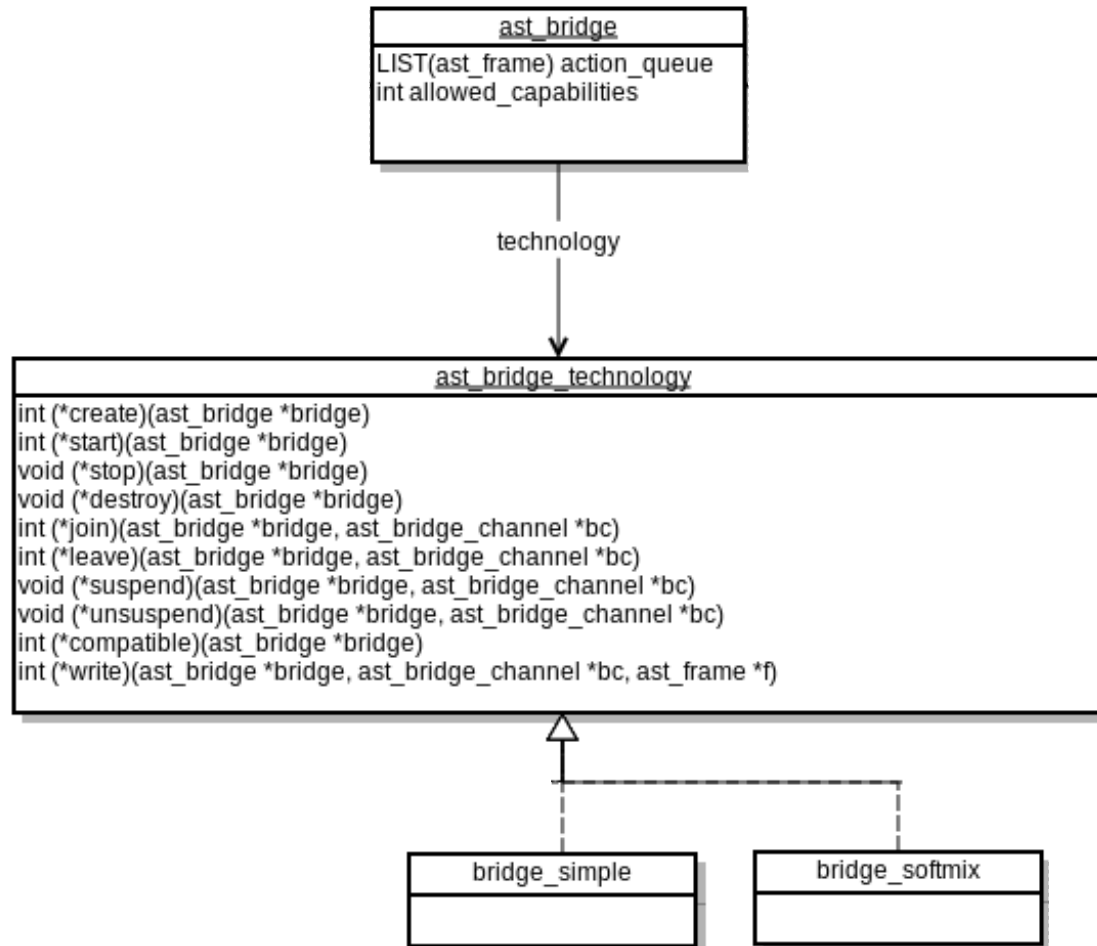 ast_bridge
LIST(ast_frame) action_queue
int allowed_capabilities
technology
ast_bridge_technology
int (*create)(ast_bridge *bridge)
int (*start)(ast_bridge *bridge)
void (*stop)(ast_bridge *bridge)
void (*destroy)(ast_bridge *bridge)
int (*join)(ast_bridge *bridge, ast_bridge_channel *bc)
int (*leave)(ast_bridge *bridge, ast_bridge_channel *bc)
void (*suspend)(ast_bridge *bridge, ast_bridge_channel *bc)
void (*unsuspend)(ast_bridge *bridge, ast_bridge_channel *bc)
int (*compatible)(ast_bridge *bridge)
int (*write)(ast_bridge *bridge, ast_bridge_channel *bc, ast_frame *f)
bridge_simple
bridge_softmix